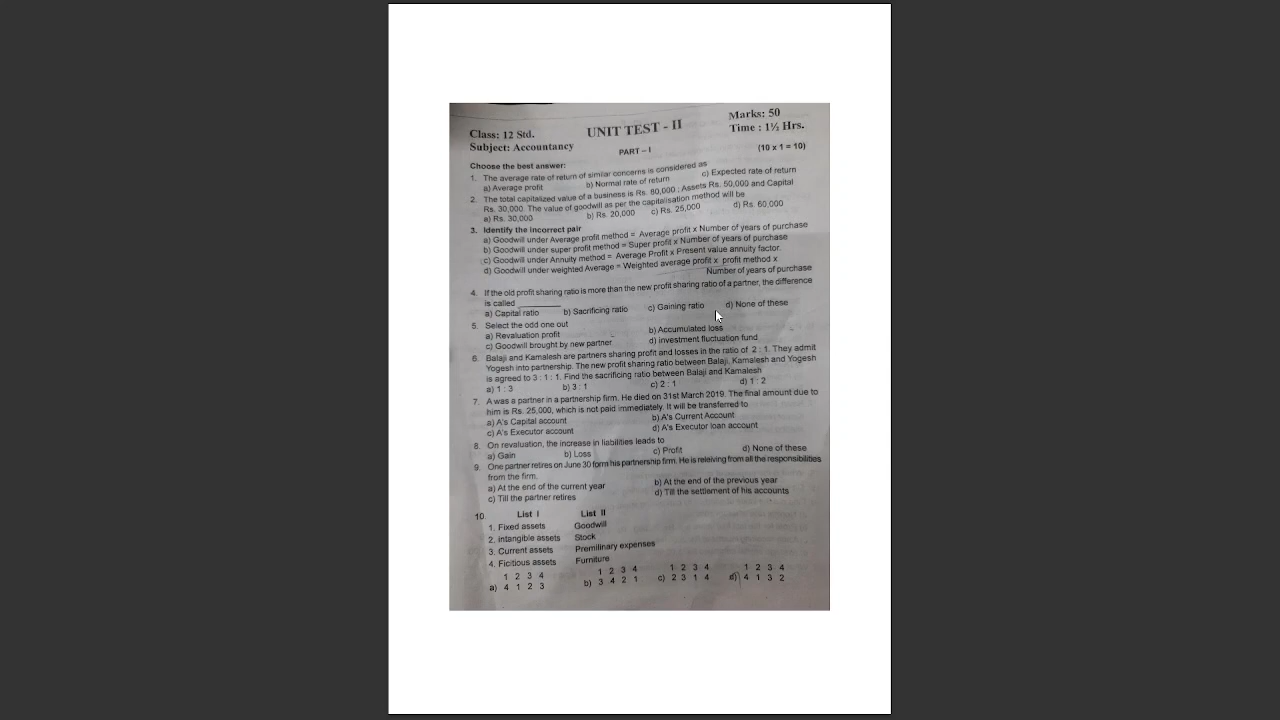 Marks: 50
Class: 12 Std. UNIT TEST - II Time : 1½ Hrs.
Subject: Accountancy
PART – I (10 x 1 = 10)
Choose the best answer:
1. The average rate of return of similar concerns is considered as
a) Average profit b) Normal rate of return c) Expected rate of return
2. The total capitalized value of a business is Rs. 80,000 ; Assets Rs. 50,000 and Capital
Rs. 30,000. The value of goodwill as per the capitalisation method will be
a) Rs. 30,000 b) Rs. 20,000 c) Rs. 25,000 d) Rs. 60,000
3. Identify the incorrect pair
a) Goodwill under Average profit method = Average profit x Number of years of purchase
b) Goodwill under super profit method = Super profit x Number of years of purchase
c) Goodwill under Annuity method = Average Profit x Present value annuity factor.
d) Goodwill under weighted Average = Weighted average profit x profit method x
Number of years of purchase
4. If the old profit sharing ratio is more than the new profit sharing ratio of a partner, the difference
is called ________
a) Capital ratio b) Sacrificing ratio c) Gaining ratio d) None of these
5. Select the odd one out
a) Revaluation profit b) Accumulated loss
c) Goodwill brought by new partner d) investment fluctuation fund
6. Balaji and Kamalesh are partners sharing profit and losses in the ratio of 2 : 1. They admit
Yogesh into partnership. The new profit sharing ratio between Balaji, Kamalesh and Yogesh
is agreed to 3 : 1 : 1. Find the sacrificing ratio between Balaji and Kamalesh
a) 1 : 3 b) 3 : 1 c) 2 : 1 d) 1 : 2
7. A was a partner in a partnership firm. He died on 31st March 2019. The final amount due to
him is Rs. 25,000, which is not paid immediately. It will be transferred to
a) A's Capital account b) A's Current Account
c) A's Executor account d) A's Executor loan account
8. On revaluation, the increase in liabilities leads to
a) Gain b) Loss c) Profit d) None of these
9. One partner retires on June 30 form his partnership firm. He is releiving from all the responsibilities
from the firm.
a) At the end of the current year b) At the end of the previous year
c) Till the partner retires d) Till the settlement of his accounts
10. List I List II
1. Fixed assets Goodwill
2. intangible assets Stock
3. Current assets Premilinary expenses
4. Ficitious assets Furniture
1 2 3 4 1 2 3 4 1 2 3 4 1 2 3 4
a) 4 1 2 3 b) 3 4 2 1 c) 2 3 1 4 d) 4 1 3 2